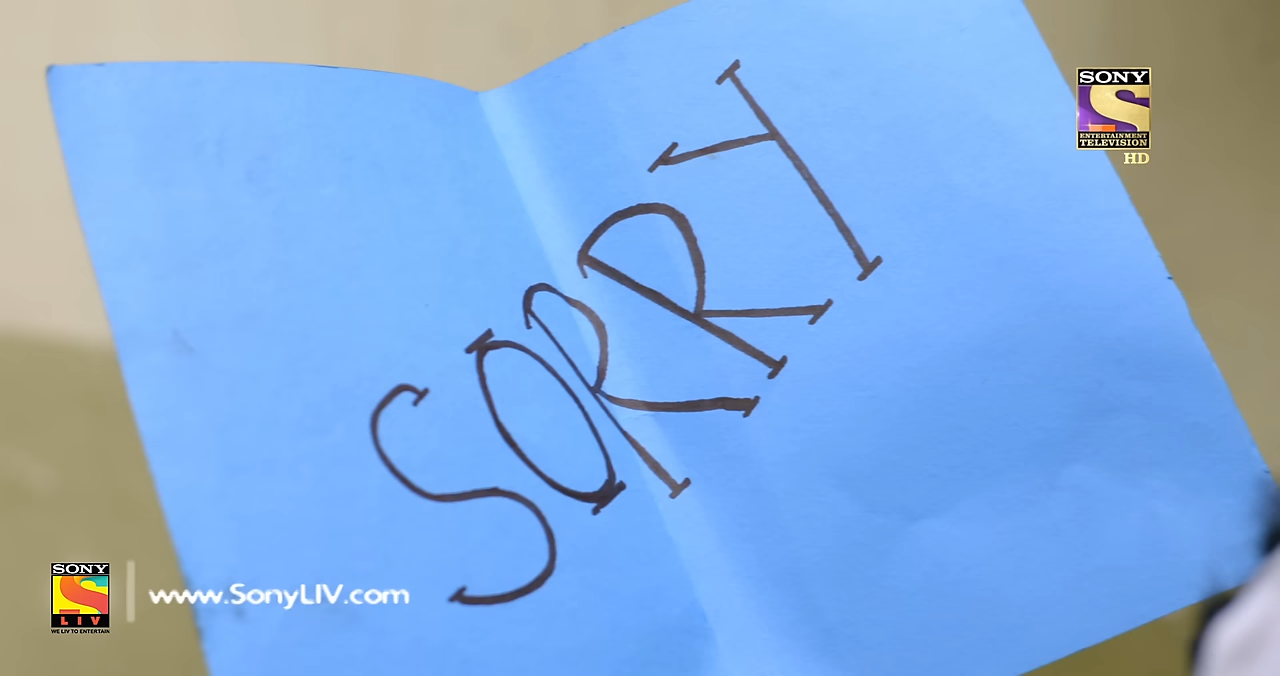 SORRY
SONY
ENTERTAINMENT
TELEVISION
HD
SONY
LIV
WE LIV TO ENTERTAIN
www.SonyLIV.com